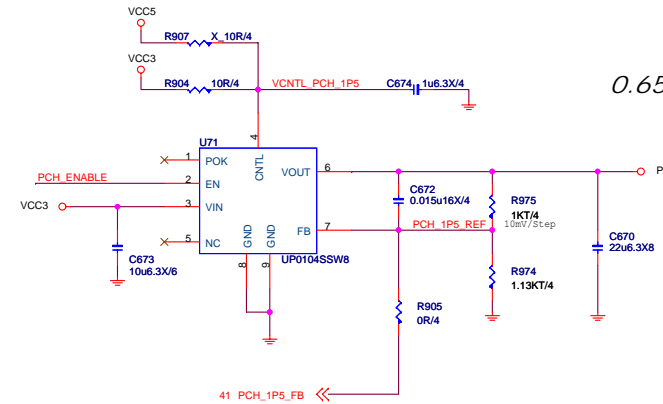 VCC5
R907 X_10R/4
VCC3
R904 10R/4
VCNTL_PCH_1P5
C674 1u6.3X/4
0.65
U71
4
CNTL
1 POK
VOUT 6
PCH_ENABLE
2 EN
VCC3
3 VIN
C672
0.015u16X/4
R975
1KT/4
10mV/Step
P
5 NC
FB 7
PCH_1P5_REF
GND
GND
8
9
UP0104SSW8
C673
10u6.3X/6
C670
22u6.3X8
R974
1.13KT/4
R905
0R/4
41 PCH_1P5_FB